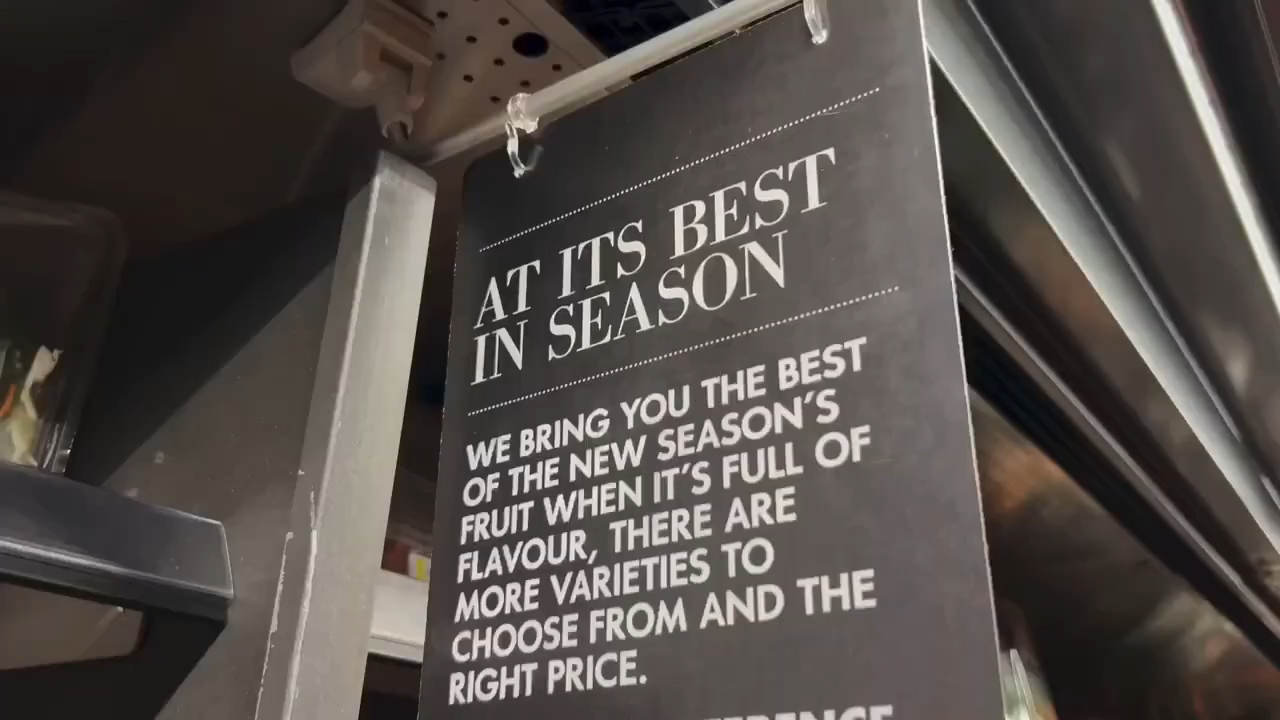 AT ITS BEST
IN SEASON
WE BRING YOU THE BEST
OF THE NEW SEASON'S
FRUIT WHEN IT'S FULL OF
FLAVOUR, THERE ARE
MORE VARIETIES TO
CHOOSE FROM AND THE
RIGHT PRICE.